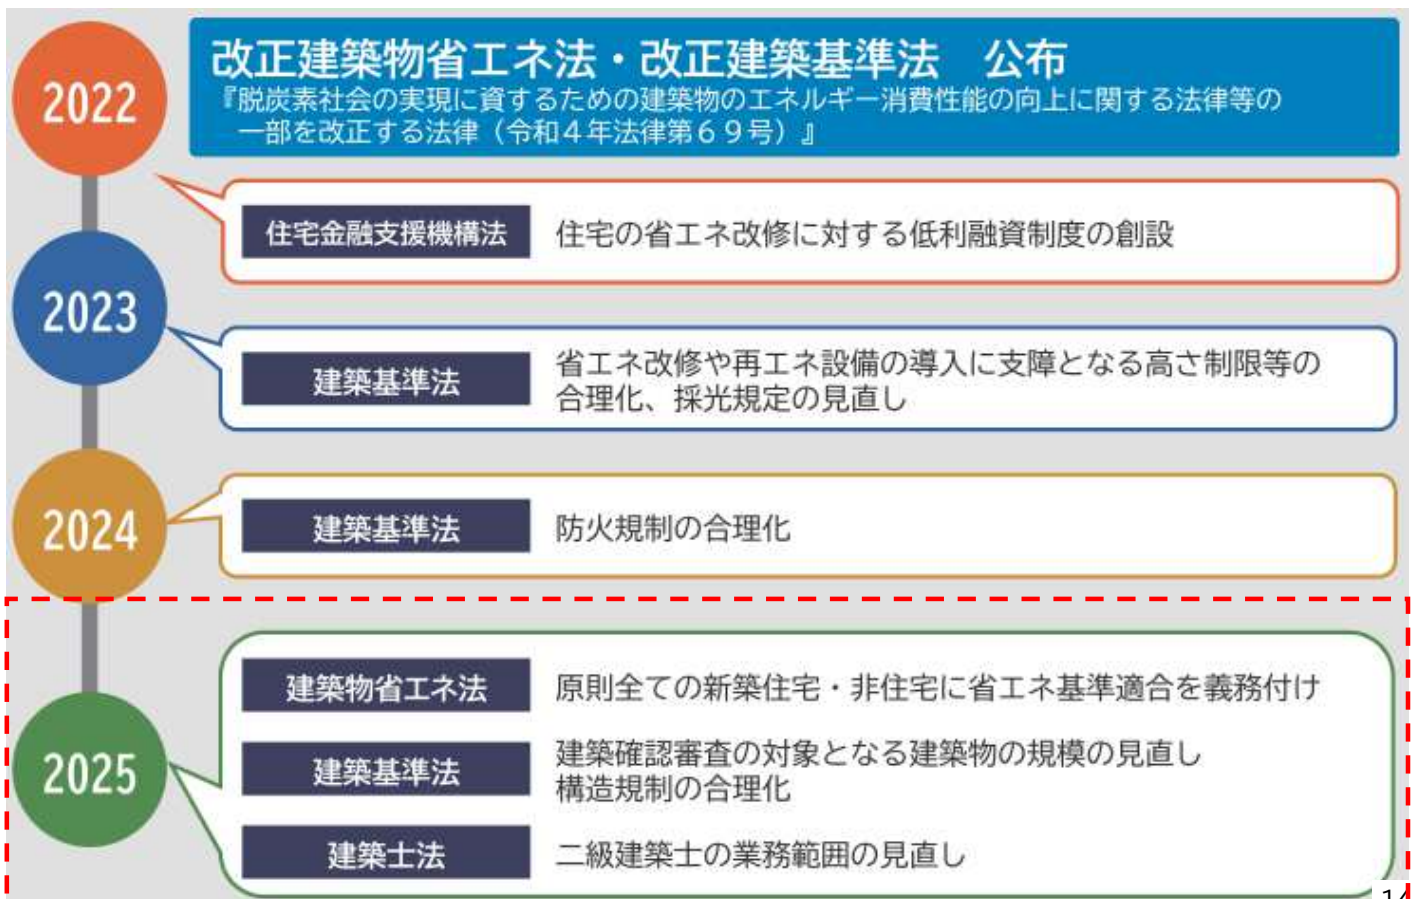 2022
改正建築物省エネ法・改正建築基準法　公布
『脱炭素社会の実現に資するための建築物のエネルギー消費性能の向上に関する法律等の
一部を改正する法律（令和４年法律第６９号）』
住宅金融支援機構法
住宅の省エネ改修に対する低利融資制度の創設
2023
建築基準法
省エネ改修や再エネ設備の導入に支障となる高さ制限等の
合理化、採光規定の見直し
2024
建築基準法
防火規制の合理化
2025
建築物省エネ法
原則全ての新築住宅・非住宅に省エネ基準適合を義務付け
建築基準法
建築確認審査の対象となる建築物の規模の見直し
構造規制の合理化
建築士法
二級建築士の業務範囲の見直し